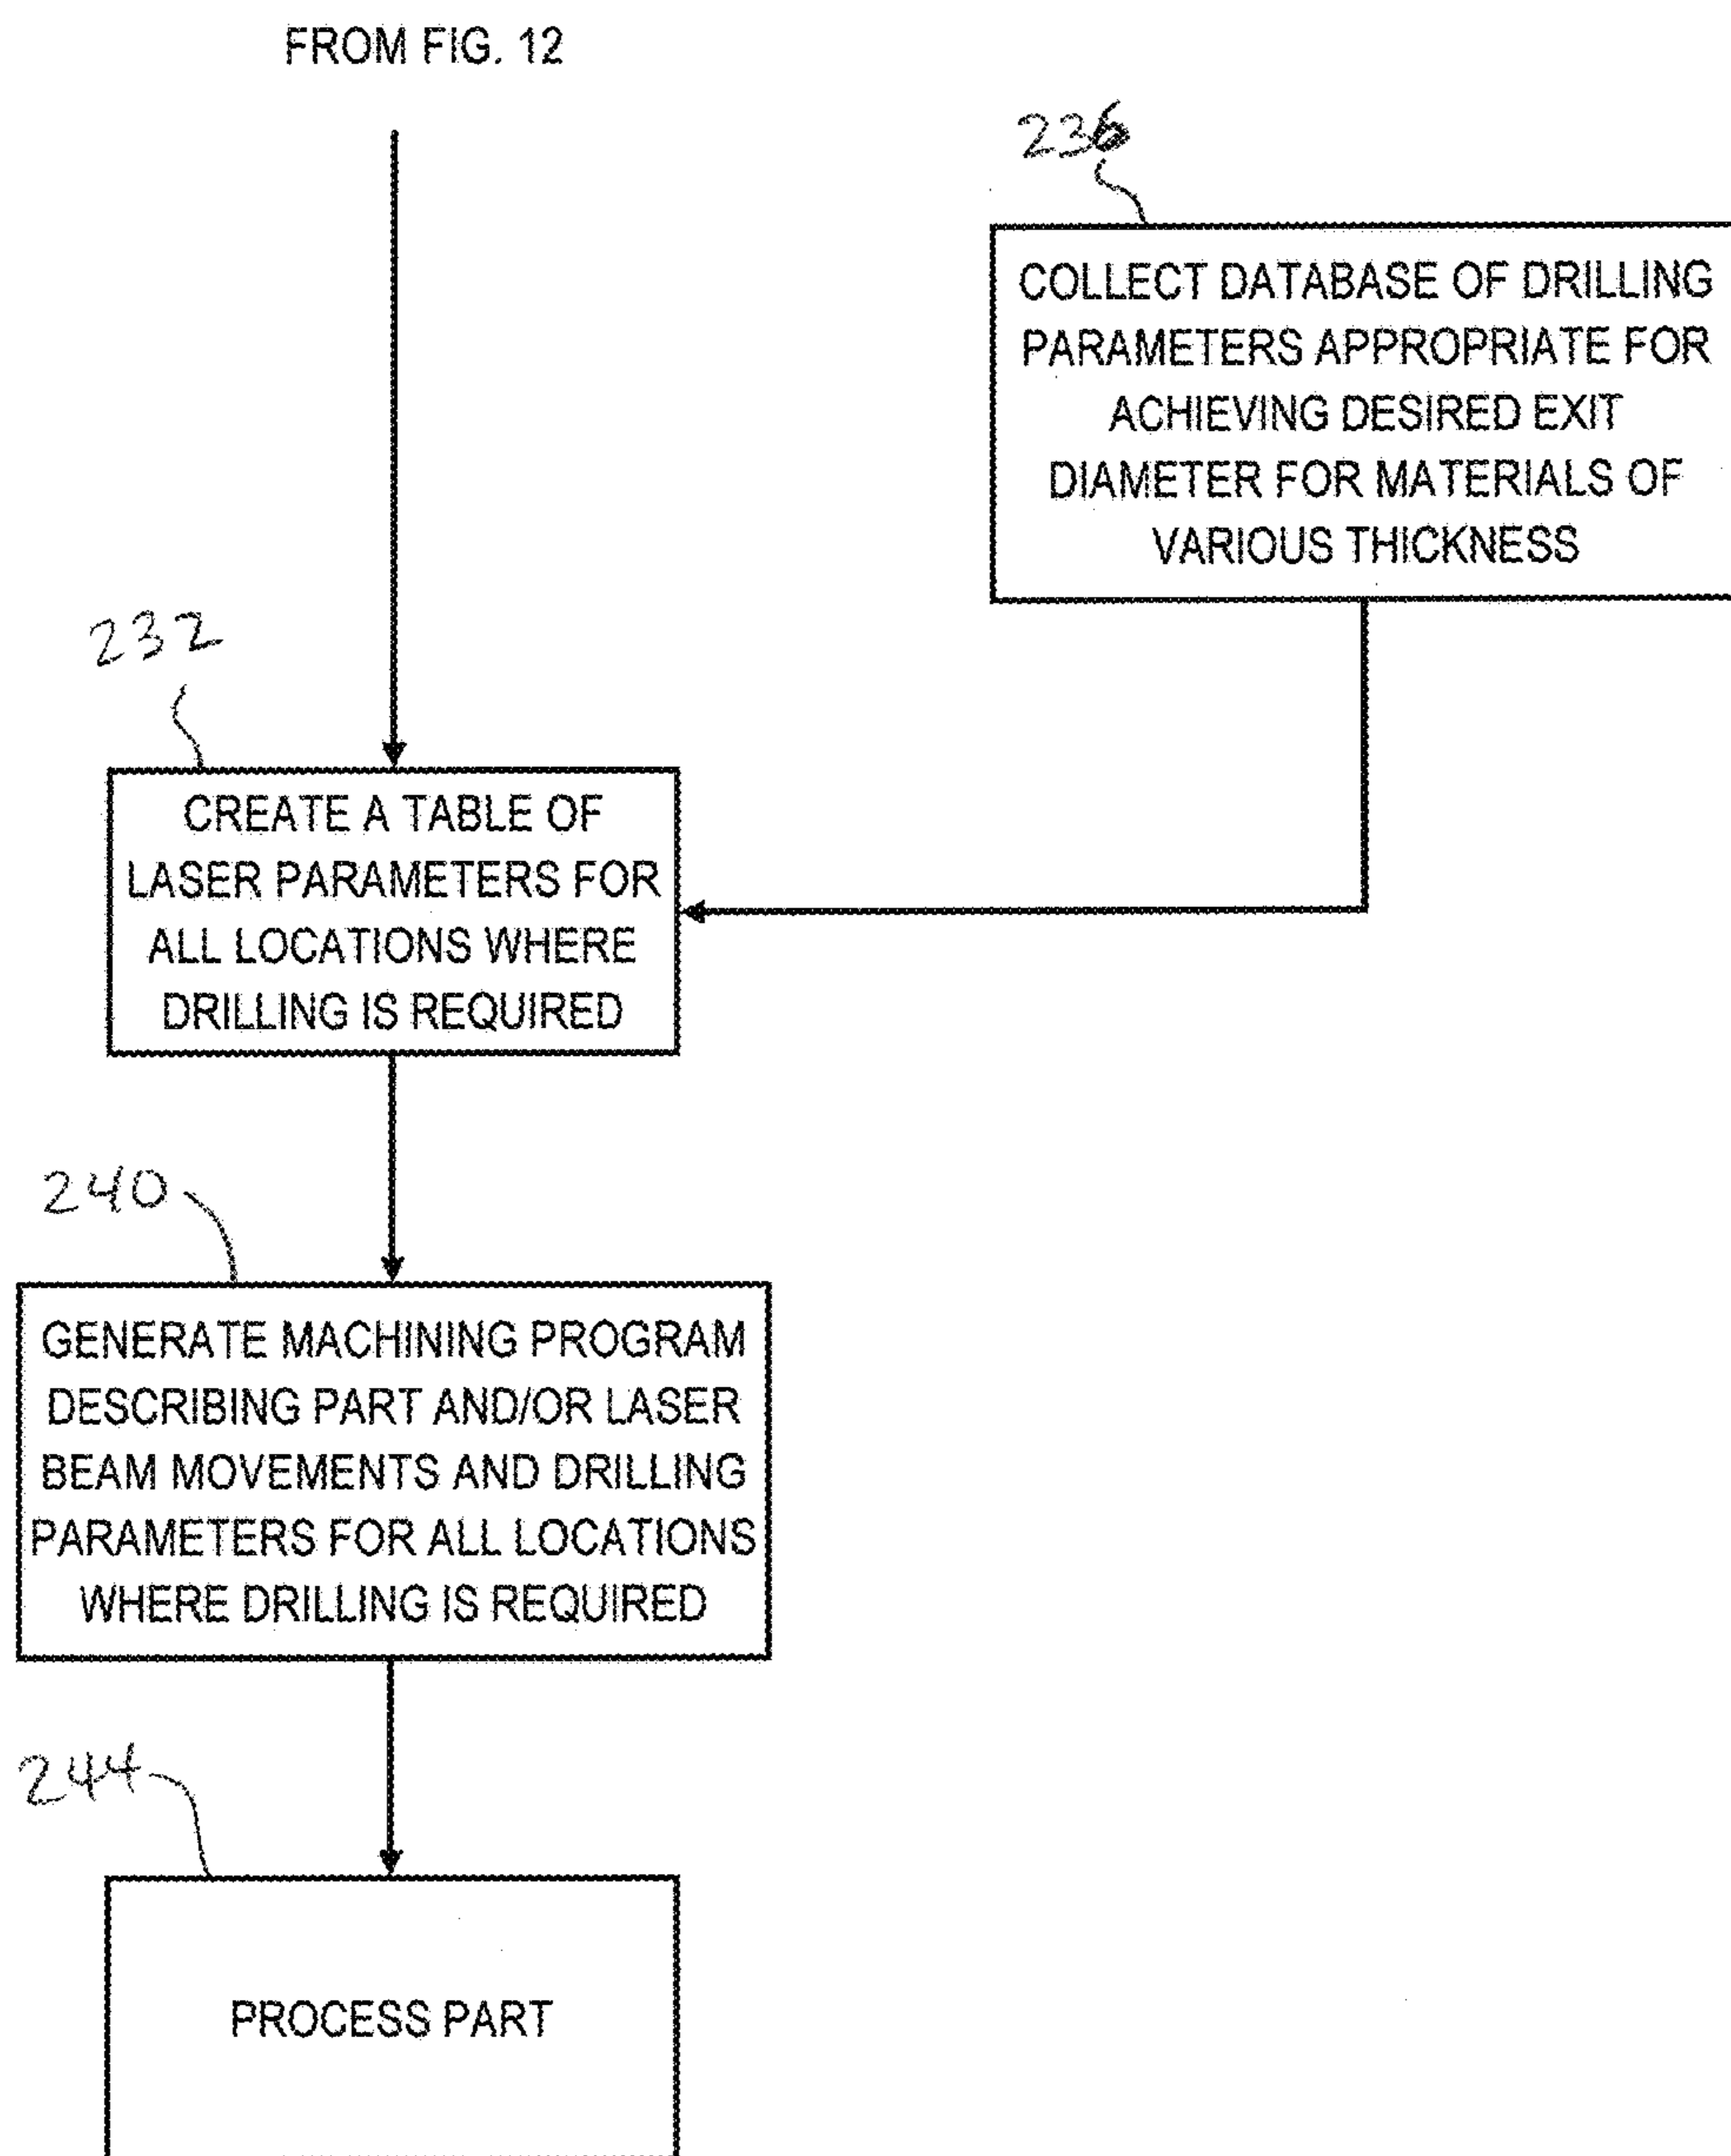 FROM FIG. 12
236
COLLECT DATABASE OF DRILLING
PARAMETERS APPROPRIATE FOR
ACHIEVING DESIRED EXIT
DIAMETER FOR MATERIALS OF
VARIOUS THICKNESS
232
CREATE A TABLE OF
LASER PARAMETERS FOR
ALL LOCATIONS WHERE
DRILLING IS REQUIRED
240
GENERATE MACHINING PROGRAM
DESCRIBING PART AND/OR LASER
BEAM MOVEMENTS AND DRILLING
PARAMETERS FOR ALL LOCATIONS
WHERE DRILLING IS REQUIRED
244
PROCESS PART